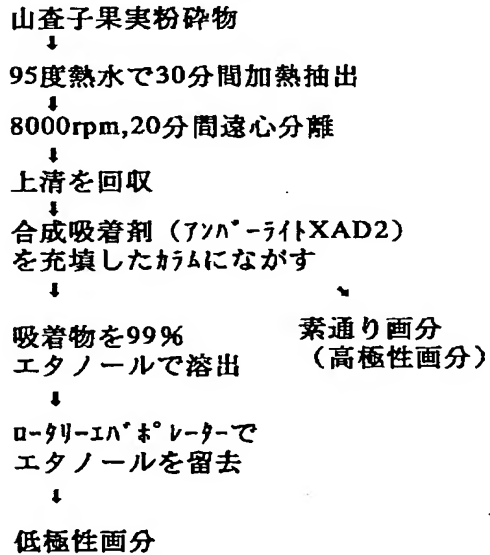 山査子果実粉砕物
⬇
95度熱水で30分間加熱抽出
⬇
8000rpm,20分間遠心分離
⬇
上清を回収
⬇
合成吸着剤（ｱﾝﾊﾞｰﾗｲﾄXAD2）
を充填したｶﾗﾑにながす
⬇ ⬊
吸着物を99% 素通り画分
エタノールで溶出 （高極性画分）
⬇
ﾛｰﾀﾘｰｴﾊﾞﾎﾟﾚｰﾀｰで
エタノールを留去
⬇
低極性画分